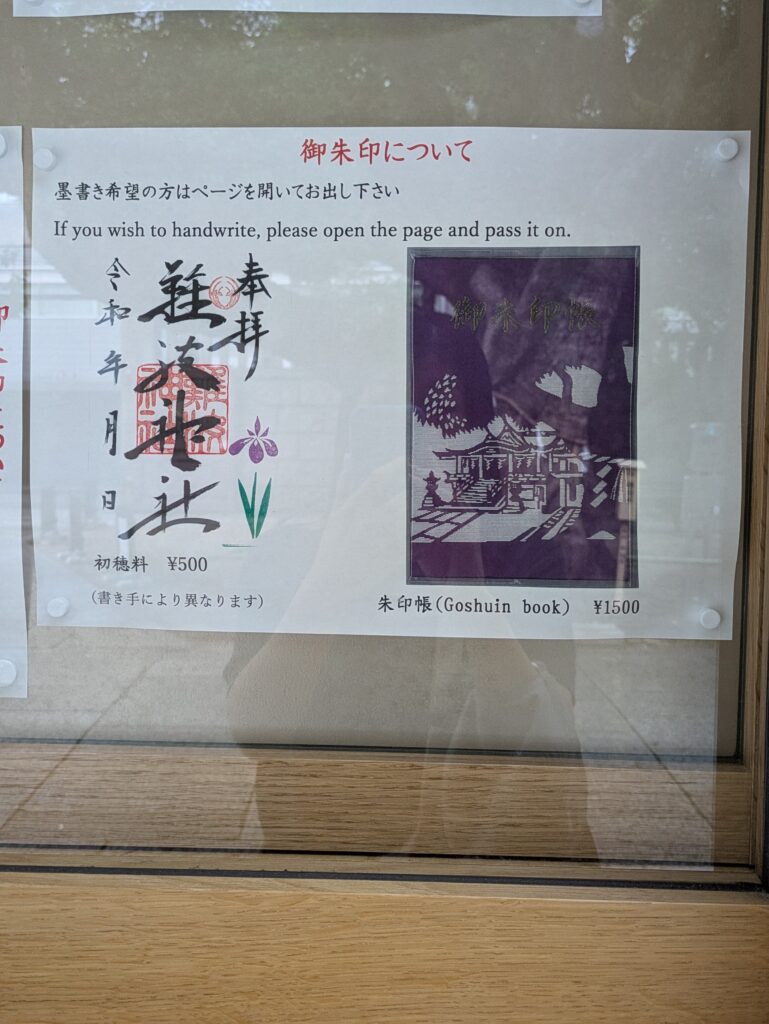 御朱印について
墨書き希望の方はページを開いてお出し下さい
If you wish to handwrite, please open the page and pass it on.
奉拝
難波神社
難波神社
令和 年 月 日
初穂料 ¥500
(書き手により異なります)
御朱印帳
朱印帳(Goshuin book) ¥1500